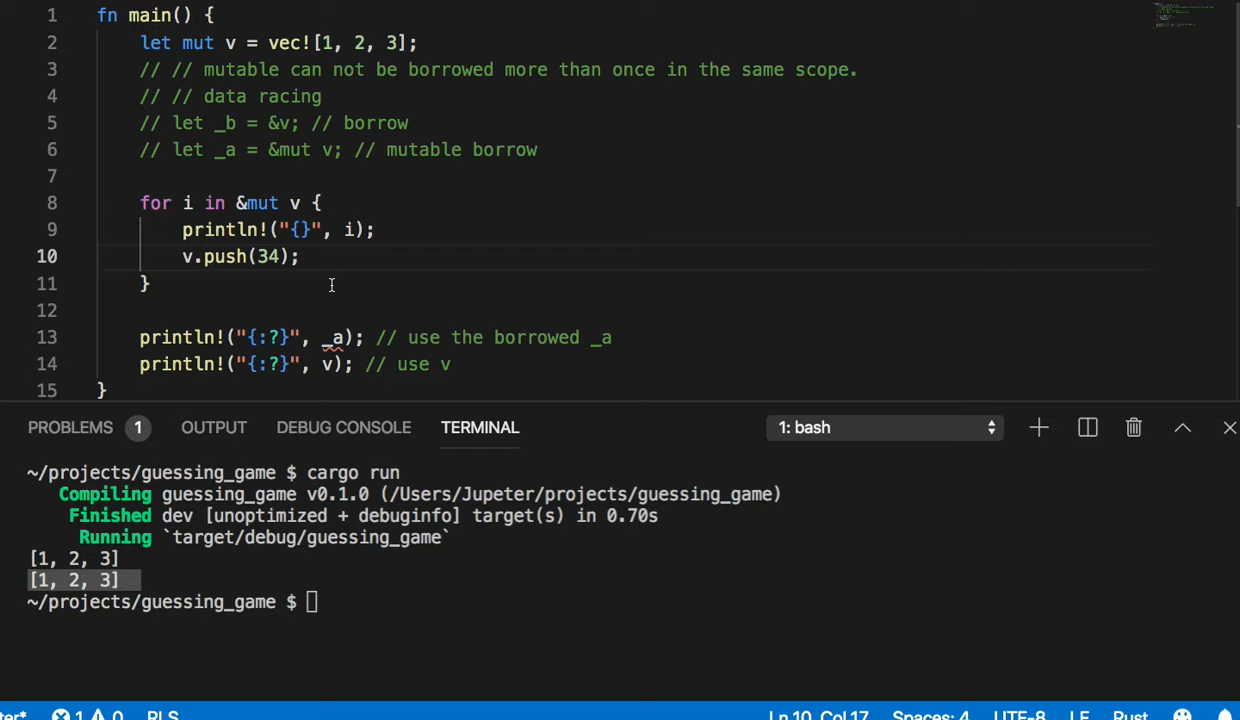 1 fn main() {
2 let mut v = vec![1, 2, 3];
3 // // mutable can not be borrowed more than once in the same scope.
4 // // data racing
5 // let _b = &v; // borrow
6 // let _a = &mut v; // mutable borrow
7
8 for i in &mut v {
9 println!("{}", i);
10 v.push(34);
11 }
12
13 println!("{:?}", _a); // use the borrowed _a
14 println!("{:?}", v); // use v
15 }
PROBLEMS 1 OUTPUT DEBUG CONSOLE TERMINAL 1: bash
~/projects/guessing_game $ cargo run
Compiling guessing_game v0.1.0 (/Users/Jupeter/projects/guessing_game)
Finished dev [unoptimized + debuginfo] target(s) in 0.70s
Running `target/debug/guessing_game`
[1, 2, 3]
[1, 2, 3]
~/projects/guessing_game $
ter* 1 0 RLS Ln 10, Col 17 Spaces: 4 UTF-8 LF Rust